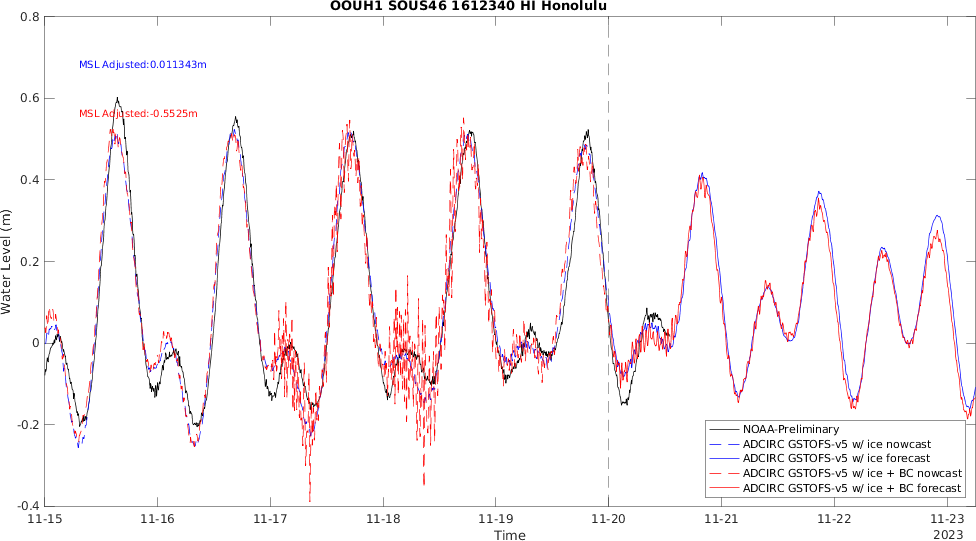 OOUH1 SOUS46 1612340 HI Honolulu
0.8
MSL Adjusted:0.011343m
0.6
MSL Adjusted:-0.5525m
0.4
0.2
0
-0.2
-0.4
Water Level (m)
NOAA-Preliminary
ADCIRC GSTOFS-v5 w/ ice nowcast
ADCIRC GSTOFS-v5 w/ ice forecast
ADCIRC GSTOFS-v5 w/ ice + BC nowcast
ADCIRC GSTOFS-v5 w/ ice + BC forecast
11-15 11-16 11-17 11-18 11-19 11-20 11-21 11-22 11-23
Time 2023